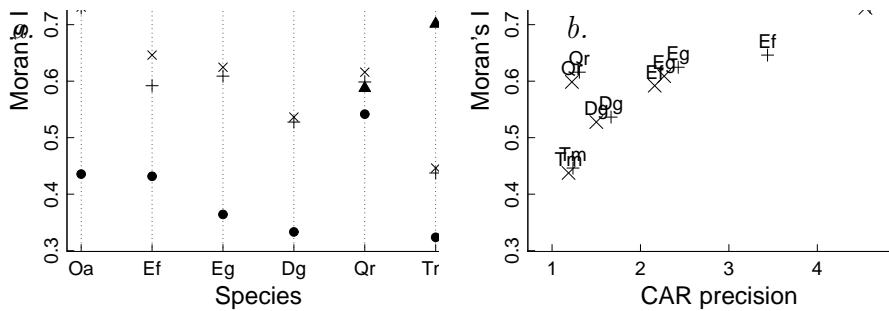 a.
Moran's I
0.7
0.6
0.5
0.4
0.3
Oa Ef Eg Dg Qr Tr
Species
b.
Moran's I
0.7
0.6
0.5
0.4
0.3
Ef
Eg
Eg
Qr
Qr
Ef
Dg
Dg
Tm
Tm
1 2 3 4
CAR precision